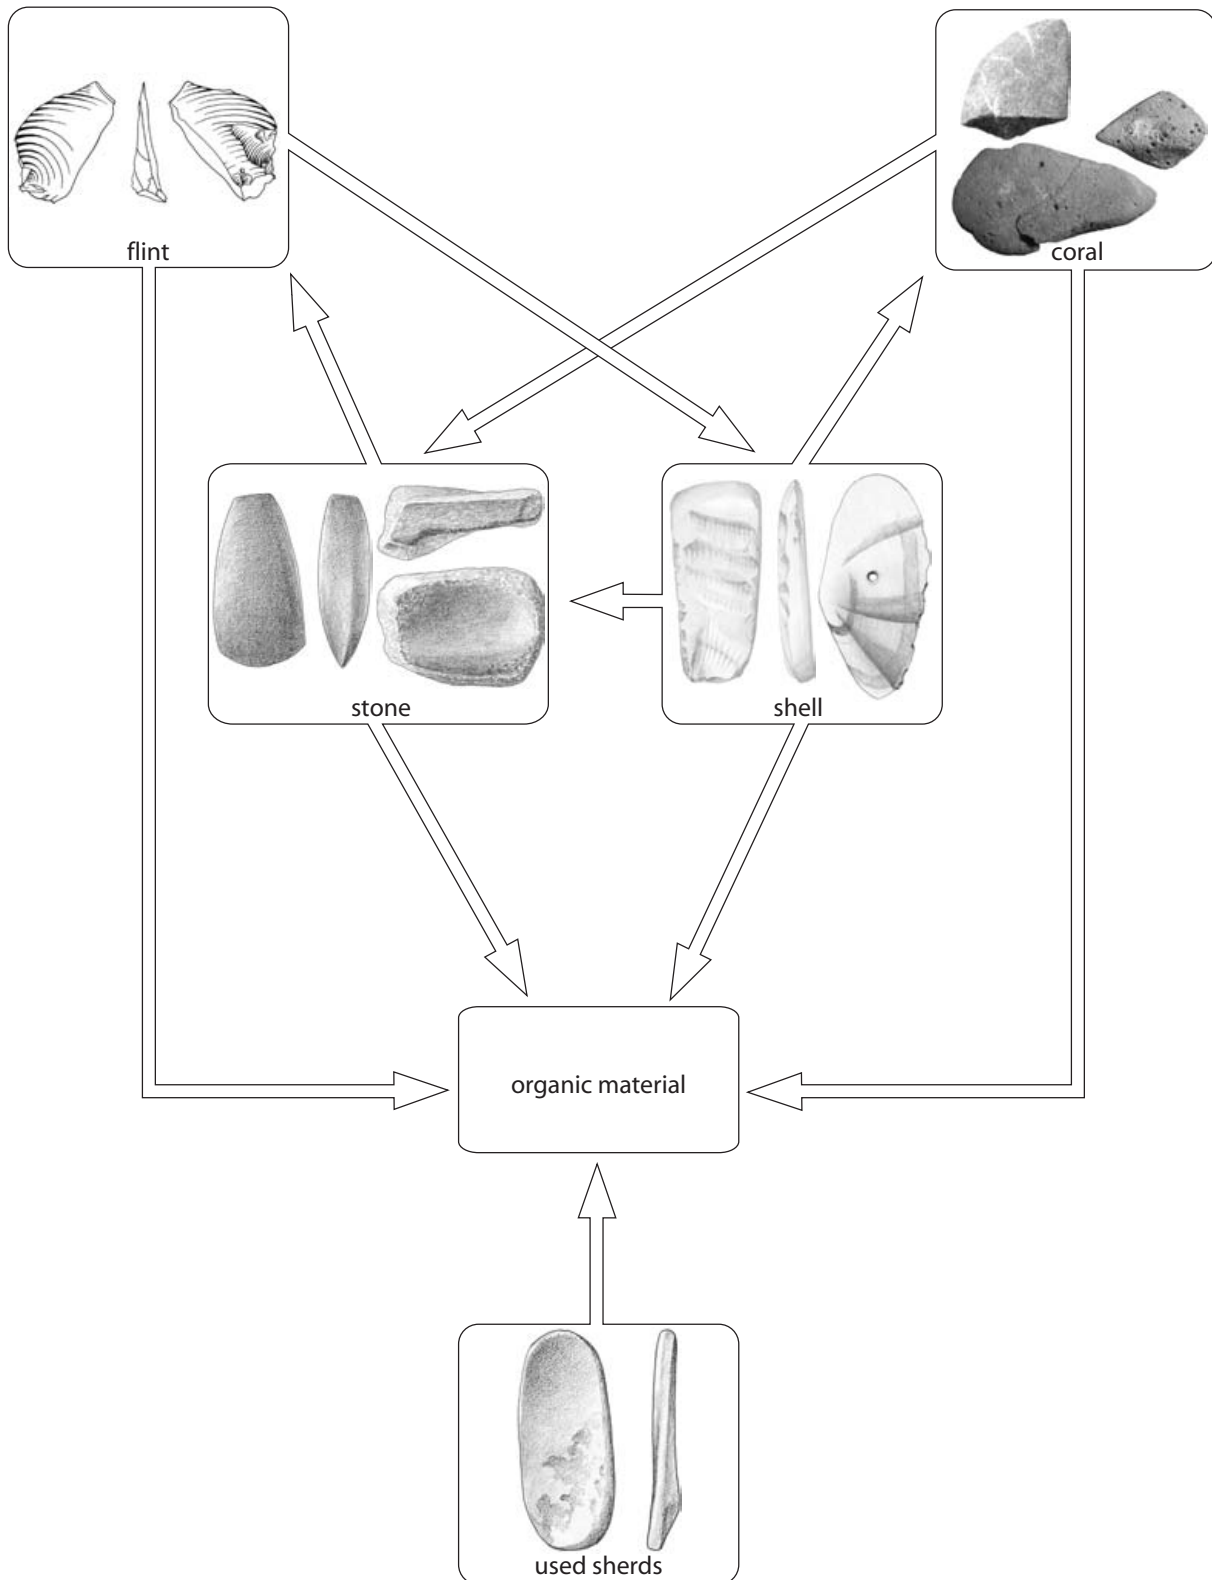 flint
coral
stone
shell
organic material
used sherds